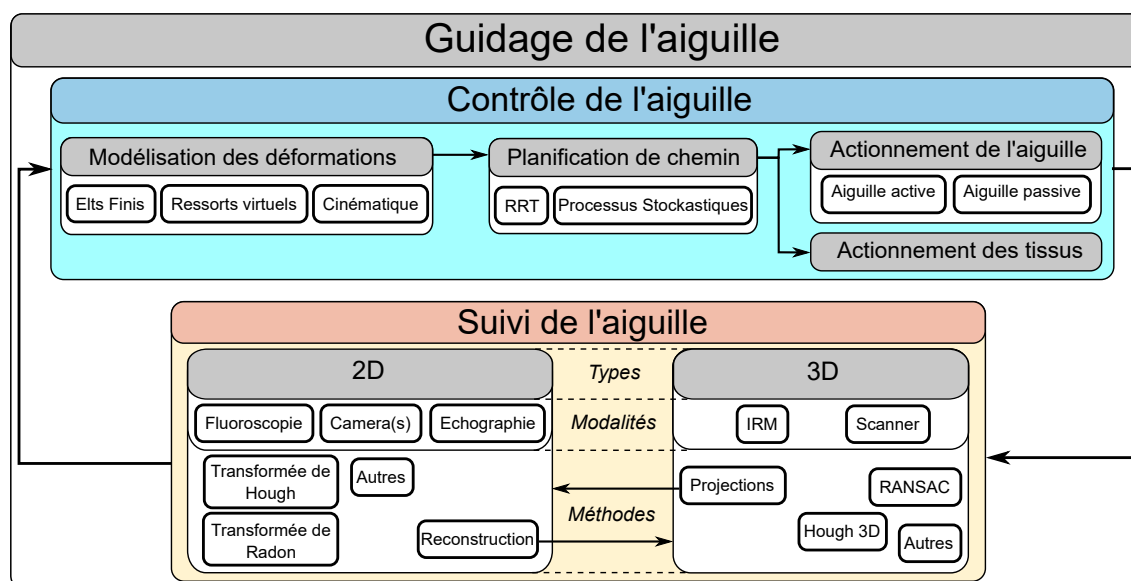 Guidage de l'aiguille
Contrôle de l'aiguille
Modélisation des déformations
Elts Finis
Ressorts virtuels
Cinématique
Planification de chemin
RRT
Processus Stockastiques
Actionnement de l'aiguille
Aiguille active
Aiguille passive
Actionnement des tissus
Suivi de l'aiguille
2D
Types
3D
Fluoroscopie
Camera(s)
Echographie
Modalités
IRM
Scanner
Transformée de
Hough
Autres
Transformée de
Radon
Reconstruction
Méthodes
Projections
RANSAC
Hough 3D
Autres